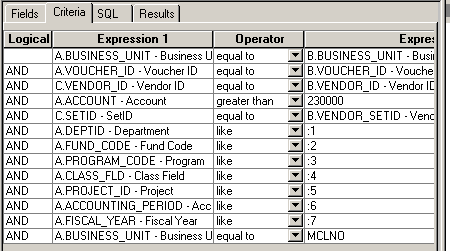 Fields Criteria SQL Results
Logical Expression 1 Operator Expres
A.BUSINESS_UNIT - Business U equal to B.BUSINESS_UNIT - Busin
AND A.VOUCHER_ID - Voucher ID equal to B.VOUCHER_ID - Voucher
AND C.VENDOR_ID - Vendor ID equal to B.VENDOR_ID - Vendor ID
AND A.ACCOUNT - Account greater than 230000
AND C.SETID - SetID equal to B.VENDOR_SETID - Vend
AND A.DEPTID - Department like :1
AND A.FUND_CODE - Fund Code like :2
AND A.PROGRAM_CODE - Program like :3
AND A.CLASS_FLD - Class Field like :4
AND A.PROJECT_ID - Project like :5
AND A.ACCOUNTING_PERIOD - Acc like :6
AND A.FISCAL_YEAR - Fiscal Year like :7
AND A.BUSINESS_UNIT - Business U equal to MCLNO